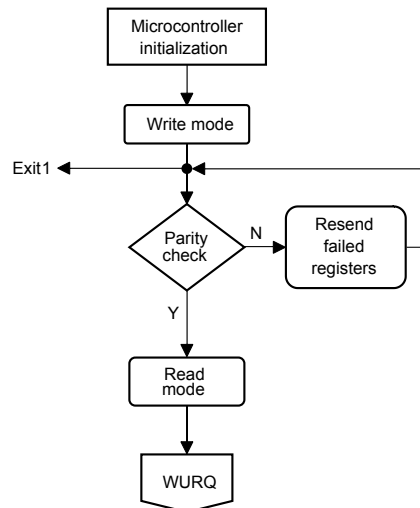 Microcontroller
initialization
Write mode
Exit1
Parity
check
N
Resend
failed
registers
Y
Read
mode
WURQ